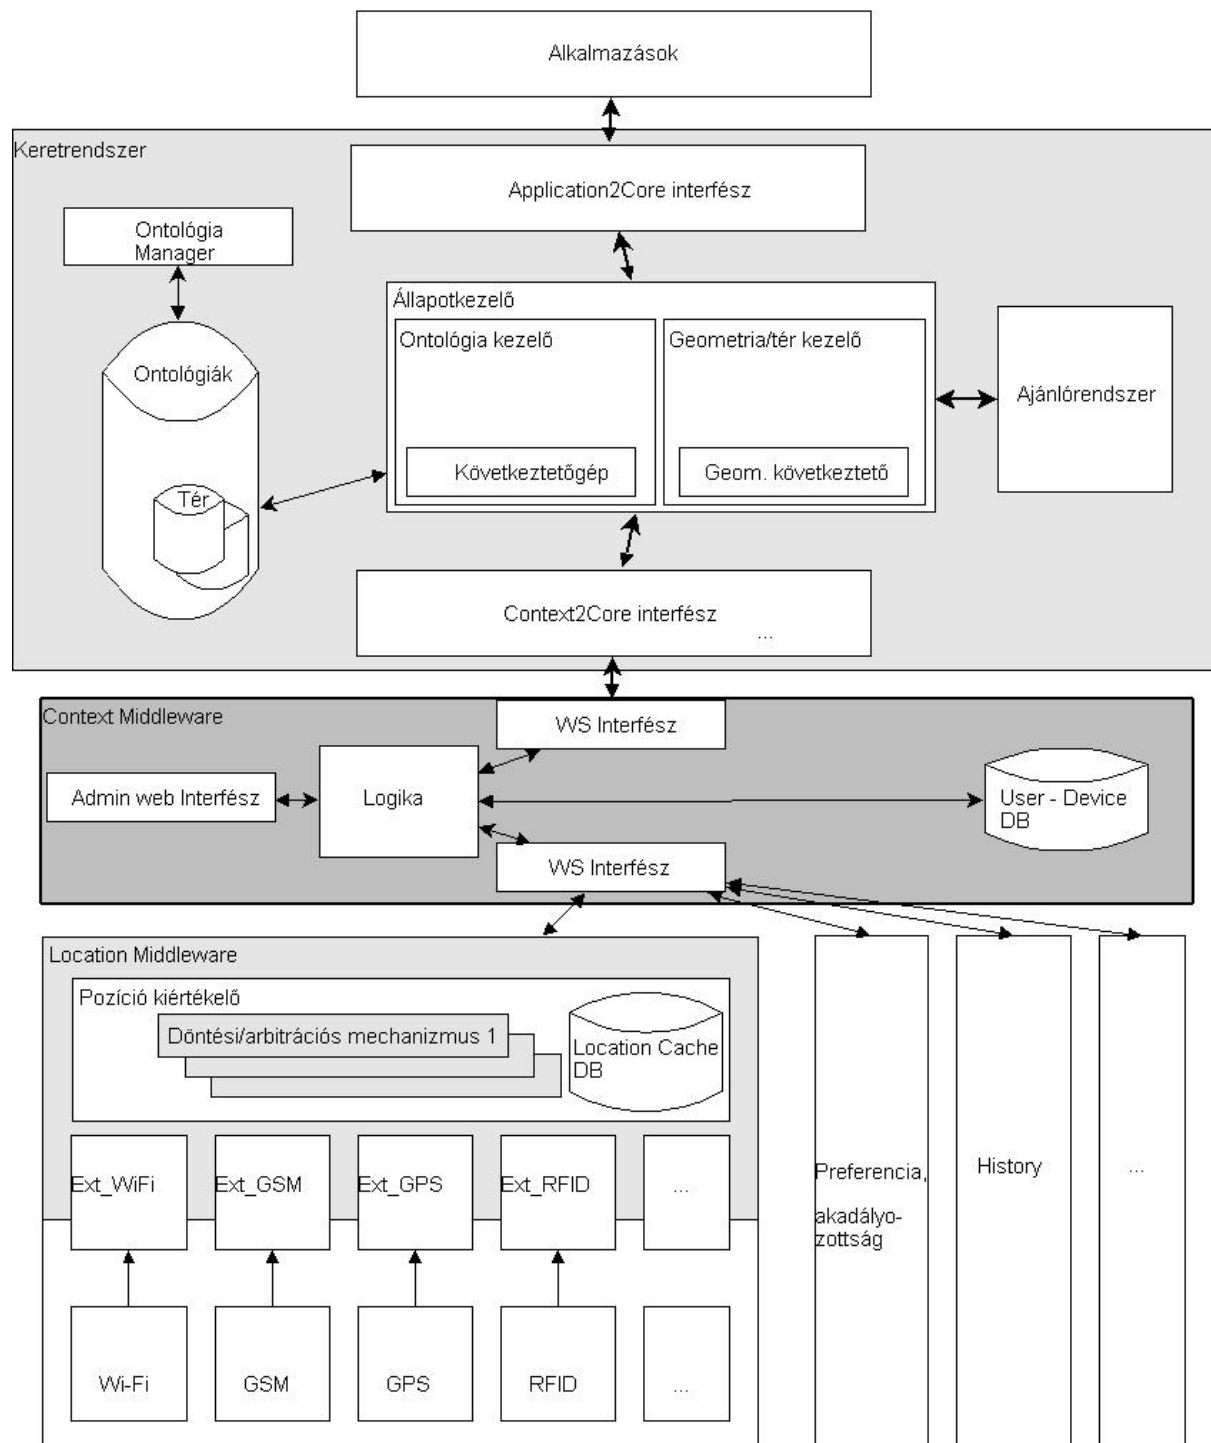 Alkalmazások
Keretrendszer
Application2Core interfész
Ontológia
Manager
Állapotkezelő
Ontológia kezelő
Geometria/tér kezelő
Ontológiák
Ajánlórendszer
Következtetőgép
Geom. következtető
Tér
Context2Core interfész
...
Context Middleware
WS Interfész
Admin web Interfész
Logika
User - Device
DB
WS Interfész
Location Middleware
Pozíció kiértékelő
Döntési/arbitrációs mechanizmus 1
Location Cache
DB
Ext_WiFi
Ext_GSM
Ext_GPS
Ext_RFID
...
Preferencia,
akadályo-
zottság
History
...
Wi-Fi
GSM
GPS
RFID
...